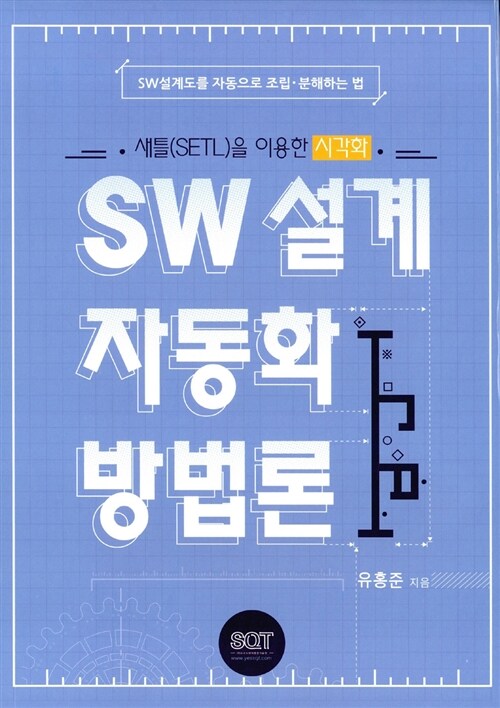 SW설계도를 자동으로 조립·분해하는 법
새틀(SETL)을 이용한 시각화
SW 설계
자동화
방법론
유홍준 지음
SQT